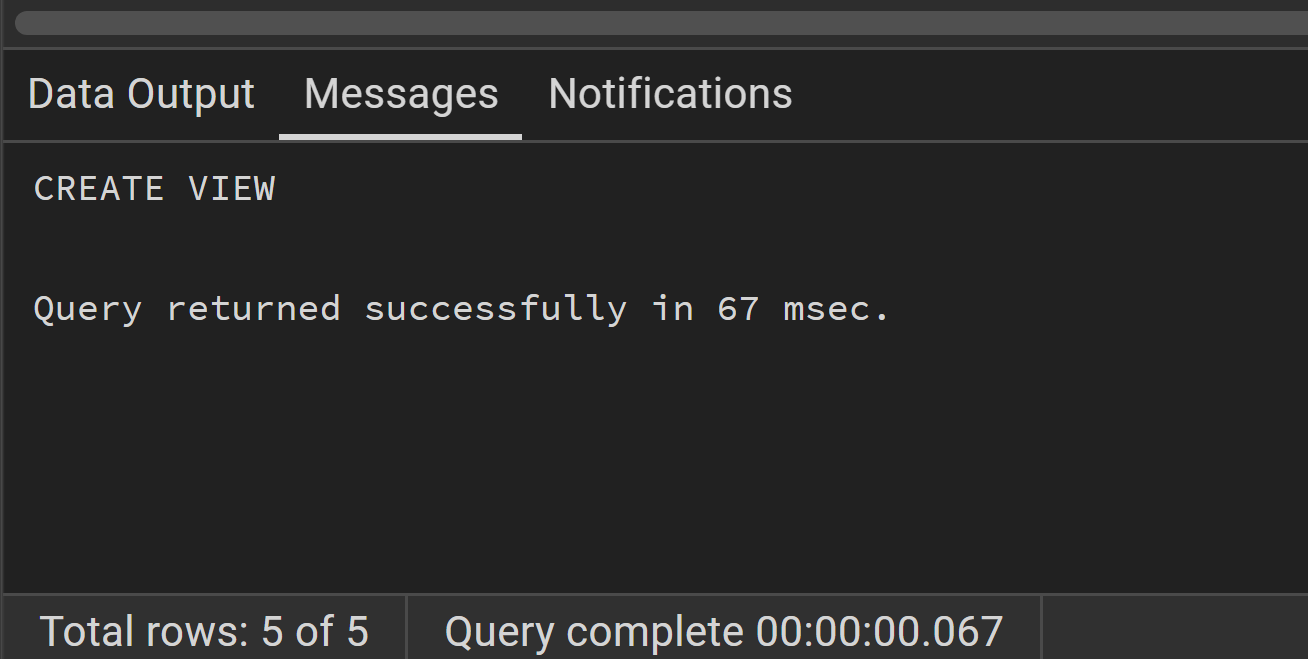 Data Output Messages Notifications
CREATE VIEW
Query returned successfully in 67 msec.
Total rows: 5 of 5 Query complete 00:00:00.067